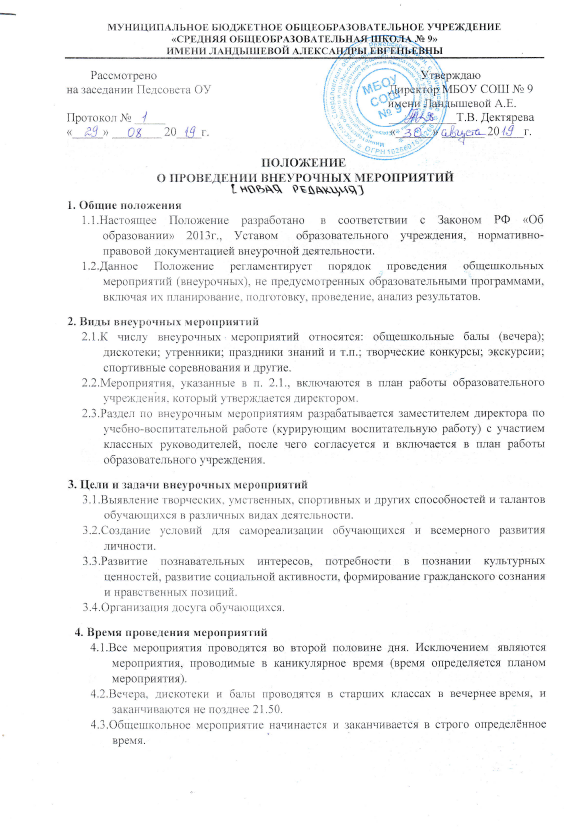 МУНИЦИПАЛЬНОЕ БЮДЖЕТНОЕ ОБЩЕОБРАЗОВАТЕЛЬНОЕ УЧРЕЖДЕНИЕ
«СРЕДНЯЯ ОБЩЕОБРАЗОВАТЕЛЬНАЯ ШКОЛА № 9»
ИМЕНИ ЛАНДЫШЕВОЙ АЛЕКСАНДРЫ ЕВГЕНЬЕВНЫ
Рассмотрено Утверждаю
на заседании Педсовета ОУ Директор МБОУ СОШ № 9
имени Ландышевой А.Е.
Протокол № 1 Т.В. Дектярева
« 29 » 08 20 19 г. « 30 » августа 2019 г.
МБОУ
СОШ
№ 9
ПОЛОЖЕНИЕ
О ПРОВЕДЕНИИ ВНЕУРОЧНЫХ МЕРОПРИЯТИЙ
[НОВАЯ РЕДАКЦИЯ]
1. Общие положения
1.1.Настоящее Положение разработано в соответствии с Законом РФ «Об
образовании» 2013г., Уставом образовательного учреждения, нормативно-
правовой документацией внеурочной деятельности.
1.2.Данное Положение регламентирует порядок проведения общешкольных
мероприятий (внеурочных), не предусмотренных образовательными программами,
включая их планирование, подготовку, проведение, анализ результатов.
2. Виды внеурочных мероприятий
2.1.К числу внеурочных мероприятий относятся: общешкольные балы (вечера);
дискотеки; утренники; праздники знаний и т.п.; творческие конкурсы; экскурсии;
спортивные соревнования и другие.
2.2.Мероприятия, указанные в п. 2.1., включаются в план работы образовательного
учреждения, который утверждается директором.
2.3.Раздел по внеурочным мероприятиям разрабатывается заместителем директора по
учебно-воспитательной работе (курирующим воспитательную работу) с участием
классных руководителей, после чего согласуется и включается в план работы
образовательного учреждения.
3. Цели и задачи внеурочных мероприятий
3.1.Выявление творческих, умственных, спортивных и других способностей и талантов
обучающихся в различных видах деятельности.
3.2.Создание условий для самореализации обучающихся и всемерного развития
личности.
3.3.Развитие познавательных интересов, потребности в познании культурных
ценностей, развитие социальной активности, формирование гражданского сознания
и нравственных позиций.
3.4.Организация досуга обучающихся.
4. Время проведения мероприятий
4.1.Все мероприятия проводятся во второй половине дня. Исключением являются
мероприятия, проводимые в каникулярное время (время определяется планом
мероприятия).
4.2.Вечера, дискотеки и балы проводятся в старших классах в вечернее время, и
заканчиваются не позднее 21.50.
4.3.Общешкольное мероприятие начинается и заканчивается в строго определённое
время.